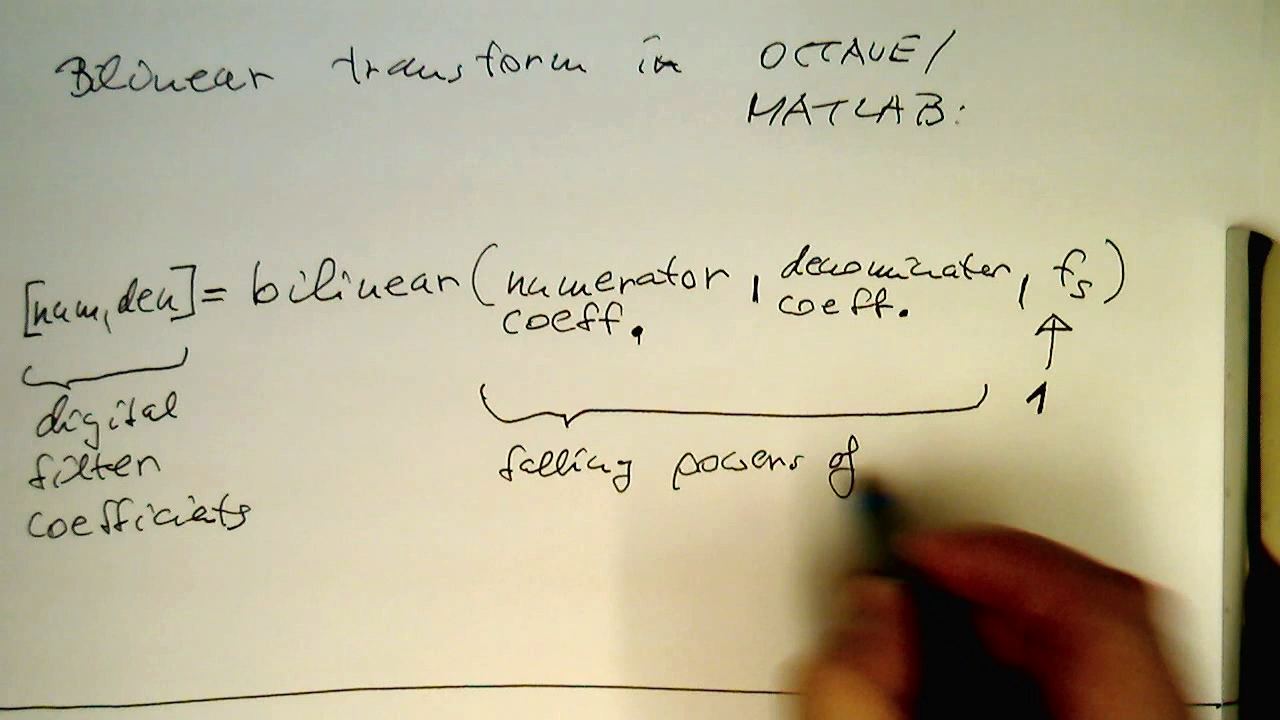 Bilinear transform in OCTAVE/
MATLAB:
[num, den] = bilinear(numerator coeff., denominator coeff., fs)
1
digital
filter
coefficiats
falling powers of